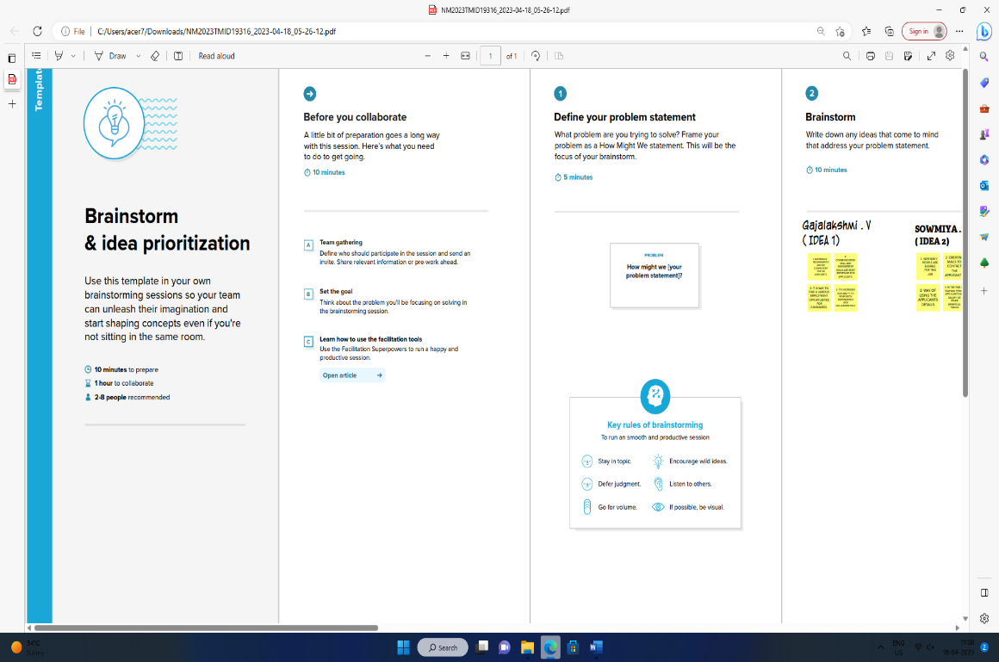 NM2023TMID19316_2023-04-18_05-26-12.pdf
File
C:/Users/acer7/Downloads/NM2023TMID19316_2023-04-18_05-26-12.pdf
Sign in
Draw
Read aloud
1
of 1
Template
Brainstorm
& idea prioritization
Use this template in your own
brainstorming sessions so your team
can unleash their imagination and
start shaping concepts even if you're
not sitting in the same room.
10 minutes to prepare
1 hour to collaborate
2-8 people recommended
Before you collaborate
A little bit of preparation goes a long way
with this session. Here's what you need
to do to get going.
10 minutes
A
Team gathering
Define who should participate in the session and send an
invite. Share relevant information or pre-work ahead.
B
Set the goal
Think about the problem you'll be focusing on solving in
the brainstorming session.
C
Learn how to use the facilitation tools
Use the Facilitation Superpowers to run a happy and
productive session.
Open article
1
Define your problem statement
What problem are you trying to solve? Frame your
problem as a How Might We statement. This will be the
focus of your brainstorm.
5 minutes
PROBLEM
How might we [your
problem statement]?
Key rules of brainstorming
To run an smooth and productive session
Stay in topic.
Encourage wild ideas.
Defer judgment.
Listen to others.
Go for volume.
If possible, be visual.
2
Brainstorm
Write down any ideas that come to mind
that address your problem statement.
10 minutes
Gajalakshmi . V
( IDEA 1)
SOWMIYA .
( IDEA 2)
3 WAY OF
USING THE
APPLICANTS
DETAILS
34°C
Sunny
Search
ENG
US
11:08
18-04-2023
2